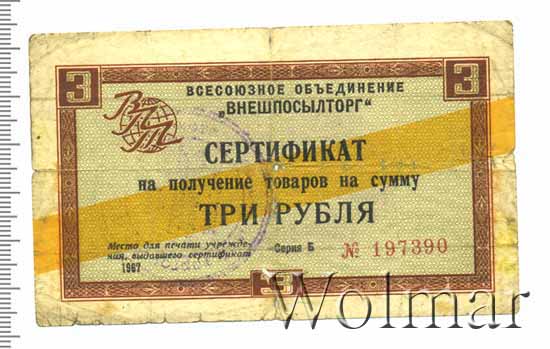 3 3
ВСЕСОЮЗНОЕ ОБЪЕДИНЕНИЕ
„ВНЕШПОСЫЛТОРГ“
ВПТ
СЕРТИФИКАТ
на получение товаров на сумму
ТРИ РУБЛЯ
Место для печати учрежде-
ния, выдавшего сертификат
1967
Серия Б
№ 197390
3
Wolmar